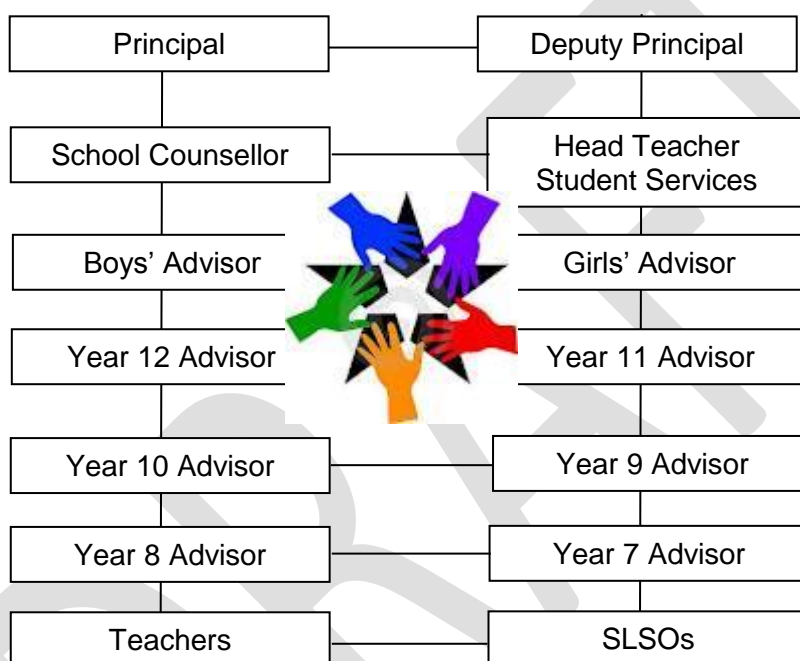 Principal
Deputy Principal
School Counsellor
Head Teacher
Student Services
Boys' Advisor
Girls' Advisor
Year 12 Advisor
Year 11 Advisor
Year 10 Advisor
Year 9 Advisor
Year 8 Advisor
Year 7 Advisor
Teachers
SLSOs